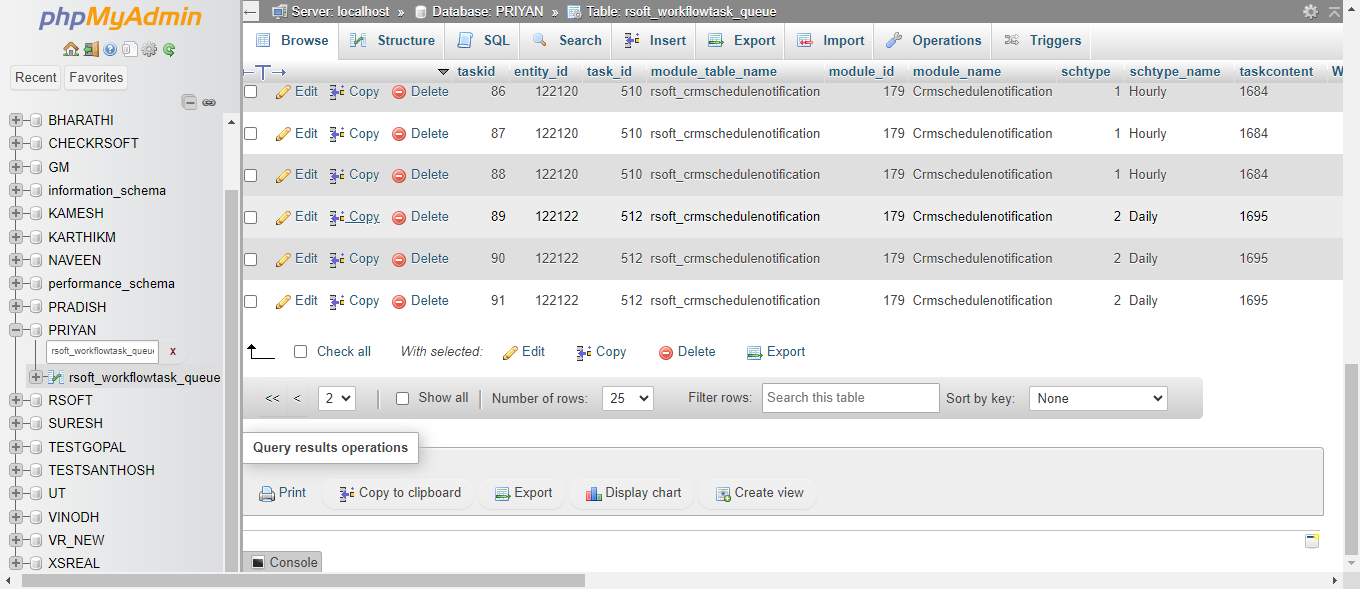 phpMyAdmin
Recent Favorites
BHARATHI
CHECKRSOFT
GM
information_schema
KAMESH
KARTHIKM
NAVEEN
performance_schema
PRADISH
PRIYAN
rsoft_workflowtask_queu x
rsoft_workflowtask_queue
RSOFT
SURESH
TESTGOPAL
TESTSANTHOSH
UT
VINODH
VR_NEW
XSREAL
Server: localhost » Database: PRIYAN » Table: rsoft_workflowtask_queue
Browse Structure SQL Search Insert Export Import Operations Triggers
←T→ taskid entity_id task_id module_table_name module_id module_name schtype schtype_name taskcontent W
Edit Copy Delete 86 122120 510 rsoft_crmschedulenotification 179 Crmschedulenotification 1 Hourly 1684
Edit Copy Delete 87 122120 510 rsoft_crmschedulenotification 179 Crmschedulenotification 1 Hourly 1684
Edit Copy Delete 88 122120 510 rsoft_crmschedulenotification 179 Crmschedulenotification 1 Hourly 1684
Edit Copy Delete 89 122122 512 rsoft_crmschedulenotification 179 Crmschedulenotification 2 Daily 1695
Edit Copy Delete 90 122122 512 rsoft_crmschedulenotification 179 Crmschedulenotification 2 Daily 1695
Edit Copy Delete 91 122122 512 rsoft_crmschedulenotification 179 Crmschedulenotification 2 Daily 1695
Check all With selected: Edit Copy Delete Export
<< < 2 Show all Number of rows: 25 Filter rows: Search this table Sort by key: None
Query results operations
Print Copy to clipboard Export Display chart Create view
Console